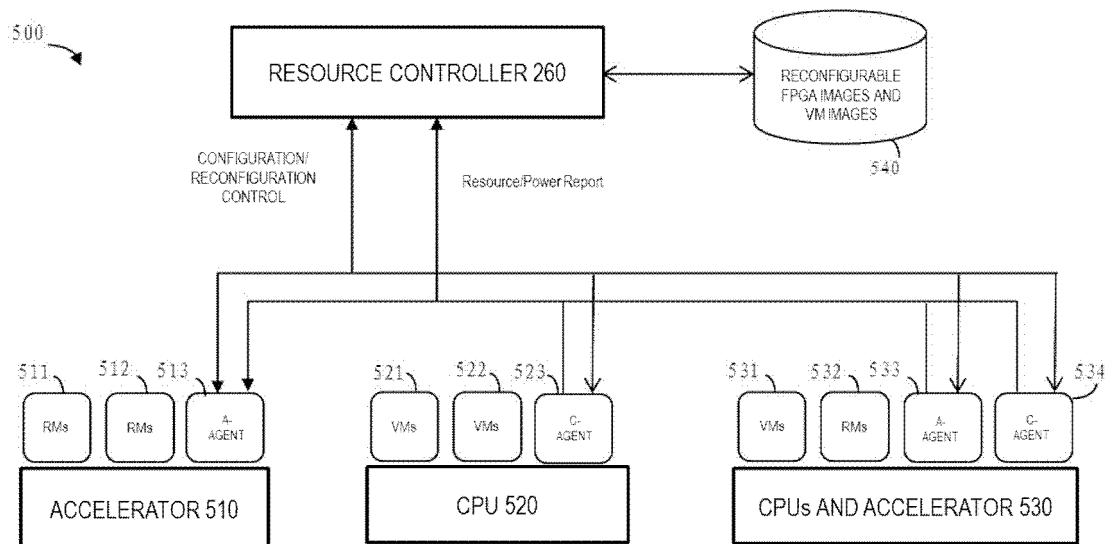 500
RESOURCE CONTROLLER 260
RECONFIGURABLE
FPGA IMAGES AND
VM IMAGES
540
CONFIGURATION/
RECONFIGURATION
CONTROL
Resource/Power Report
511
512
513
521
522
523
531
532
533
534
RMs
RMs
A-
AGENT
VMs
VMs
C-
AGENT
VMs
RMs
A-
AGENT
C-
AGENT
ACCELERATOR 510
CPU 520
CPUs AND ACCELERATOR 530